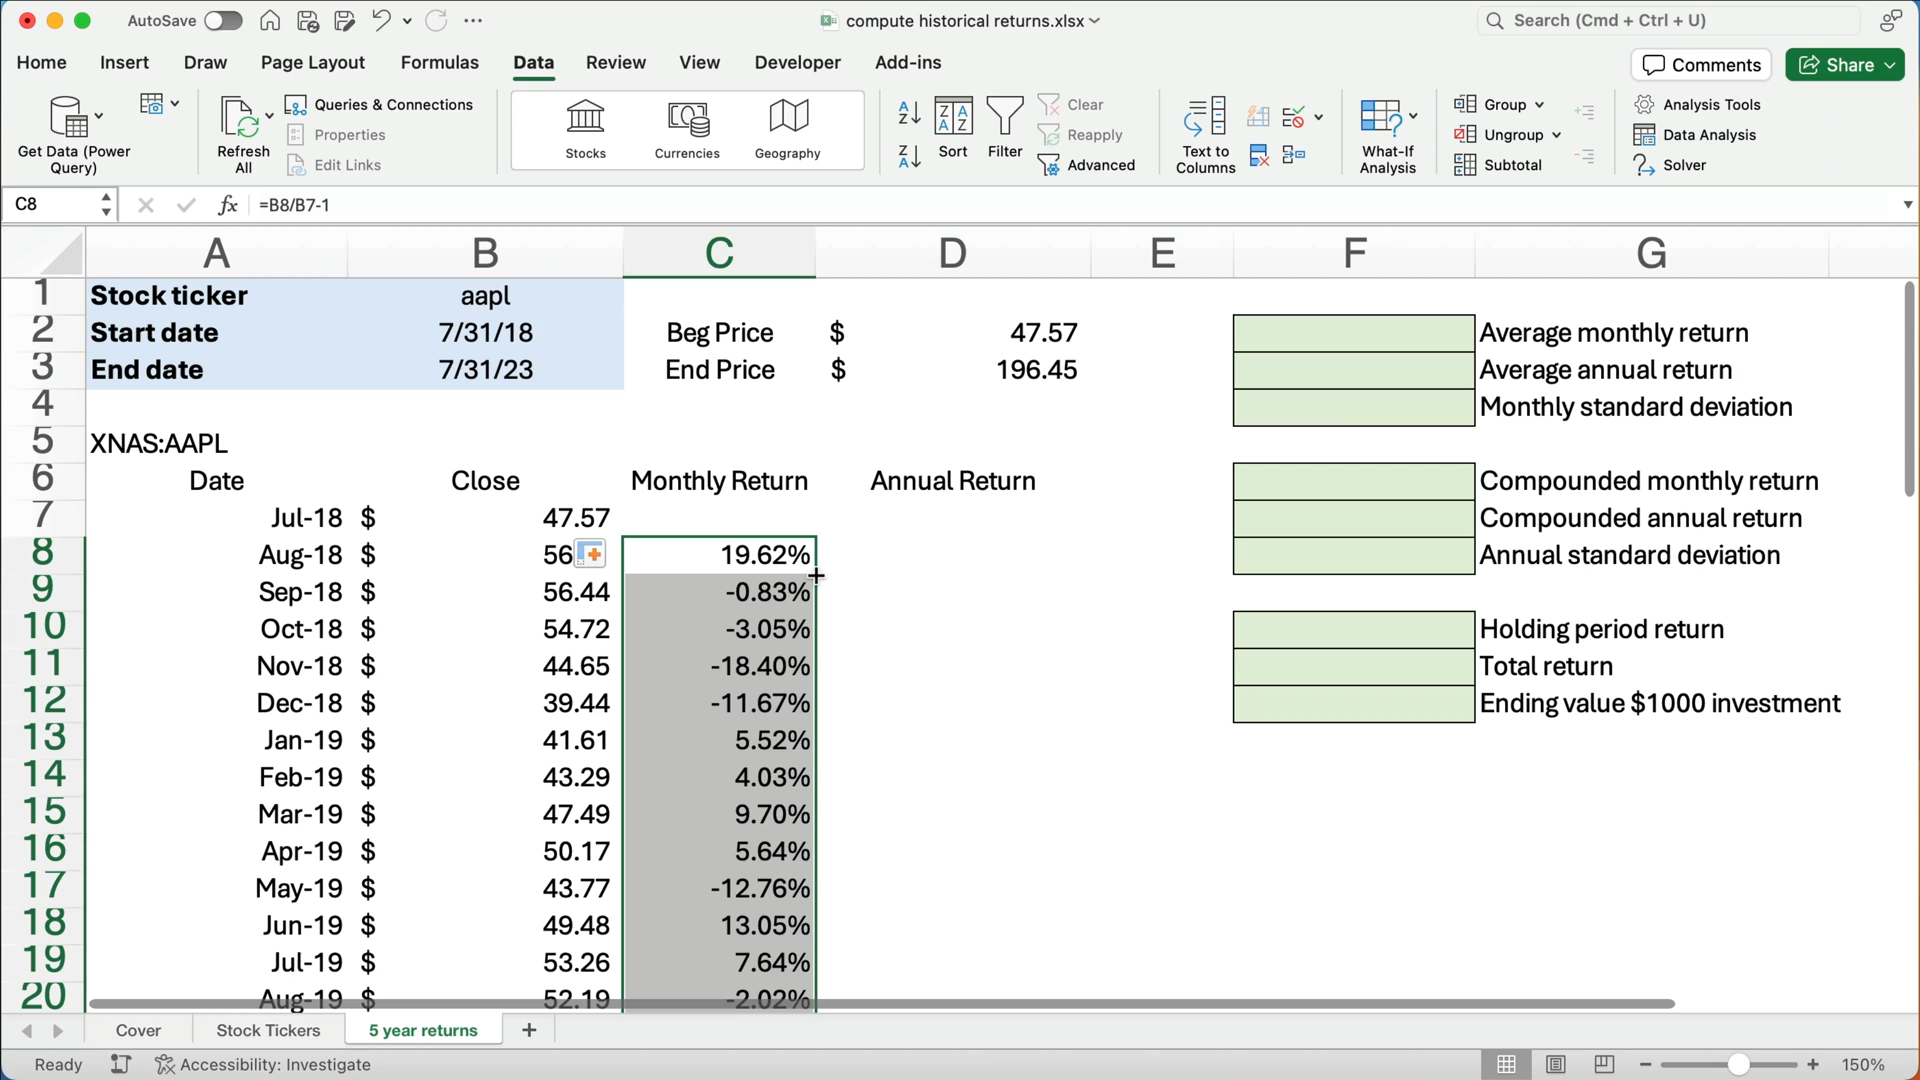 AutoSave
compute historical returns.xlsx
Search (Cmd + Ctrl + U)
Home Insert Draw Page Layout Formulas Data Review View Developer Add-ins
Comments Share
Get Data (Power Query)
Refresh All
Queries & Connections
Properties
Edit Links
Stocks Currencies Geography
Sort Filter
Clear
Reapply
Advanced
Text to Columns
What-If Analysis
Group
Ungroup
Subtotal
Analysis Tools
Data Analysis
Solver
C8 fx =B8/B7-1
A B C D E F G
1 Stock ticker aapl
2 Start date 7/31/18 Beg Price $ 47.57 Average monthly return
3 End date 7/31/23 End Price $ 196.45 Average annual return
4 Monthly standard deviation
5 XNAS:AAPL
6 Date Close Monthly Return Annual Return Compounded monthly return
7 Jul-18 $ 47.57 Compounded annual return
8 Aug-18 $ 56 19.62% Annual standard deviation
9 Sep-18 $ 56.44 -0.83%
10 Oct-18 $ 54.72 -3.05% Holding period return
11 Nov-18 $ 44.65 -18.40% Total return
12 Dec-18 $ 39.44 -11.67% Ending value $1000 investment
13 Jan-19 $ 41.61 5.52%
14 Feb-19 $ 43.29 4.03%
15 Mar-19 $ 47.49 9.70%
16 Apr-19 $ 50.17 5.64%
17 May-19 $ 43.77 -12.76%
18 Jun-19 $ 49.48 13.05%
19 Jul-19 $ 53.26 7.64%
20 Aug-19 $ 52.19 -2.02%
Cover Stock Tickers 5 year returns +
Ready Accessibility: Investigate 150%